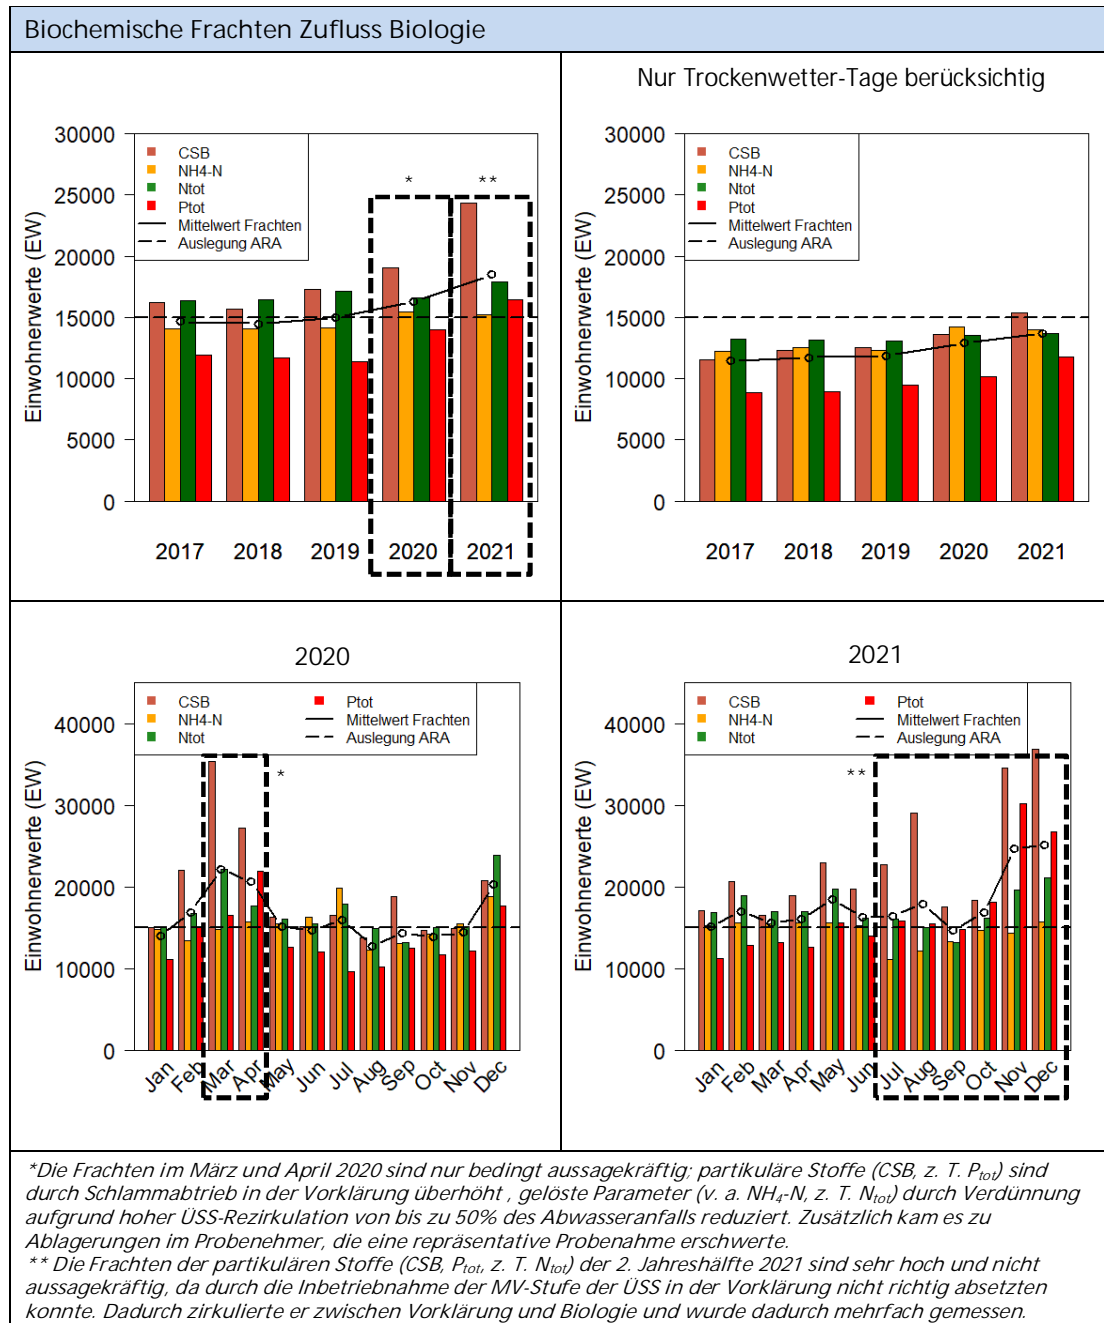 Biochemische Frachten Zufluss Biologie
30000
25000
20000
15000
10000
5000
0
Einwohnerwerte (EW)
CSB
NH4-N
Ntot
Ptot
Mittelwert Frachten
Auslegung ARA
*
**
2017 2018 2019 2020 2021
Nur Trockenwetter-Tage berücksichtig
30000
25000
20000
15000
10000
5000
0
Einwohnerwerte (EW)
CSB
NH4-N
Ntot
Ptot
Mittelwert Frachten
Auslegung ARA
2017 2018 2019 2020 2021
2020
40000
30000
20000
10000
0
Einwohnerwerte (EW)
CSB
NH4-N
Ntot
Ptot
Mittelwert Frachten
Auslegung ARA
*
Jan Feb Mar Apr May Jun Jul Aug Sep Oct Nov Dec
2021
40000
30000
20000
10000
0
Einwohnerwerte (EW)
CSB
NH4-N
Ntot
Ptot
Mittelwert Frachten
Auslegung ARA
**
Jan Feb Mar Apr May Jun Jul Aug Sep Oct Nov Dec
*Die Frachten im März und April 2020 sind nur bedingt aussagekräftig; partikuläre Stoffe (CSB, z. T. Ptot) sind
durch Schlammabtrieb in der Vorklärung überhöht , gelöste Parameter (v. a. NH4-N, z. T. Ntot) durch Verdünnung
aufgrund hoher ÜSS-Rezirkulation von bis zu 50% des Abwasseranfalls reduziert. Zusätzlich kam es zu
Ablagerungen im Probenehmer, die eine repräsentative Probenahme erschwerte.
** Die Frachten der partikulären Stoffe (CSB, Ptot, z. T. Ntot) der 2. Jahreshälfte 2021 sind sehr hoch und nicht
aussagekräftig, da durch die Inbetriebnahme der MV-Stufe der ÜSS in der Vorklärung nicht richtig absetzten
konnte. Dadurch zirkulierte er zwischen Vorklärung und Biologie und wurde dadurch mehrfach gemessen.